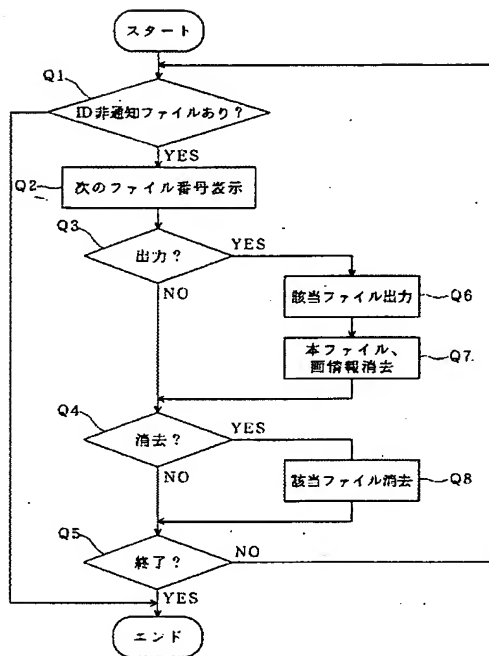 スタート
Q1
ID非通知ファイルあり？
YES
Q2
次のファイル番号表示
Q3
出力？
YES
NO
該当ファイル出力
Q6
本ファイル、
画情報消去
Q7
Q4
消去？
YES
NO
該当ファイル消去
Q8
Q5
終了？
NO
YES
エンド